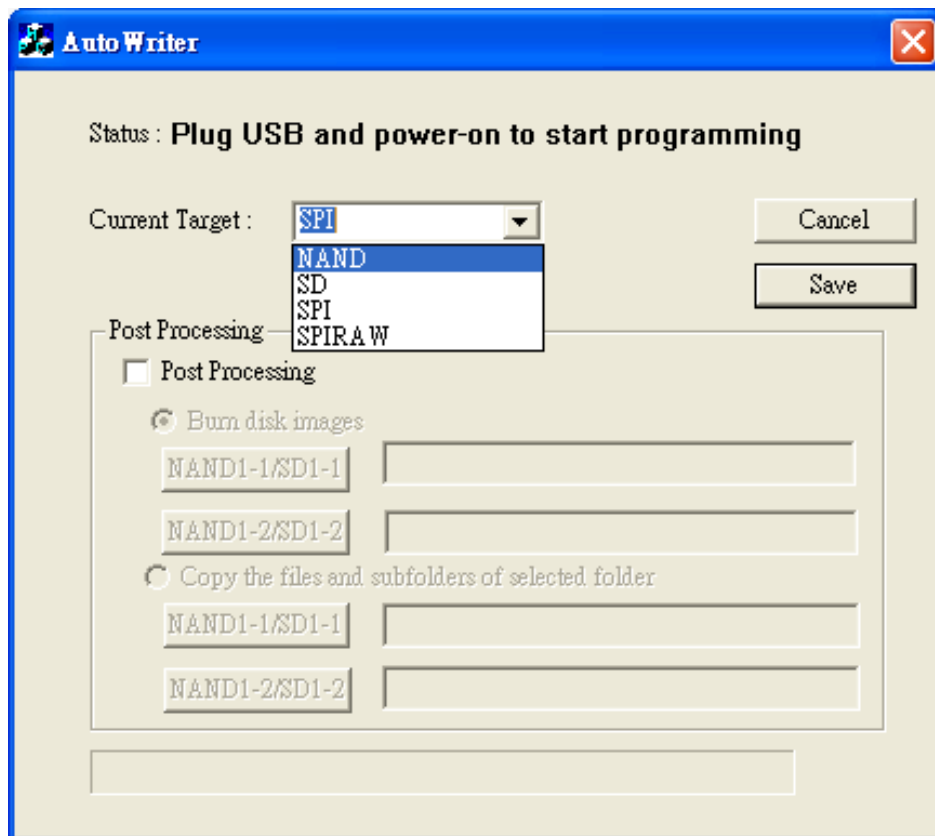 AutoWriter
Status : Plug USB and power-on to start programming
Current Target : SPI
Cancel
NAND
SD
SPI
SPIRAW
Save
Post Processing
Post Processing
Burn disk images
NAND1-1/SD1-1
NAND1-2/SD1-2
Copy the files and subfolders of selected folder
NAND1-1/SD1-1
NAND1-2/SD1-2